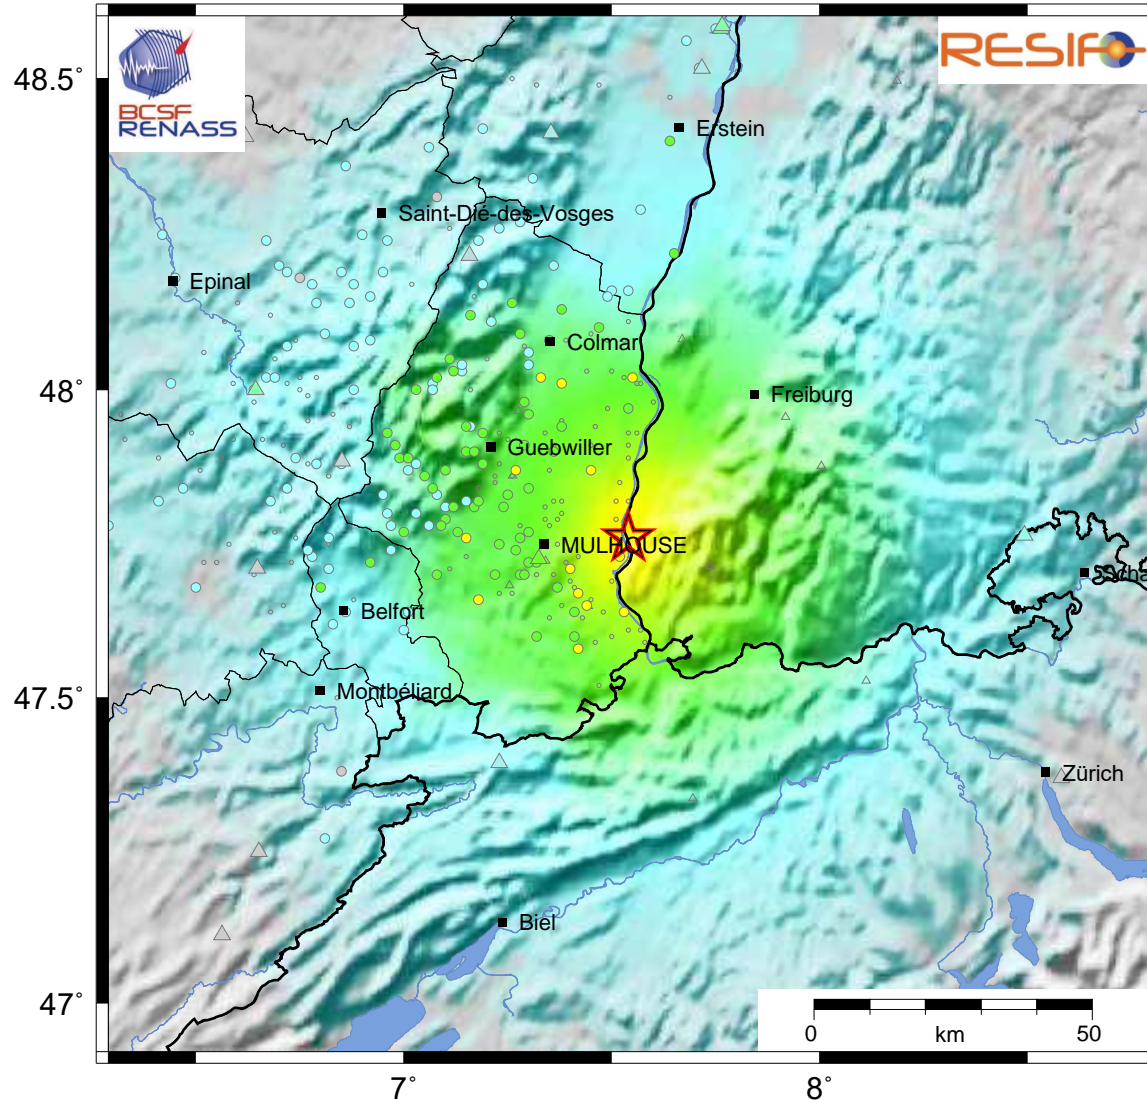 BCSF
RENASS
RESIF
48.5°
Erstein
Saint-Dié-des-Vosges
Epinal
Colmar
48°
Freiburg
Guebwiller
MULHOUSE
Belfort
47.5°
Montbéliard
Zürich
Biel
47°
0 km 50
7° 8°